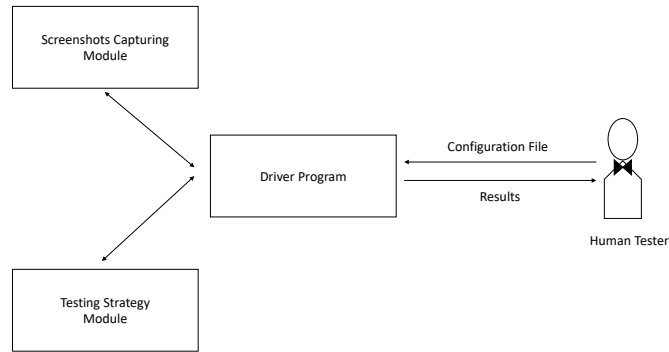 Screenshots Capturing
Module
Configuration File
Driver Program
Results
Human Tester
Testing Strategy
Module